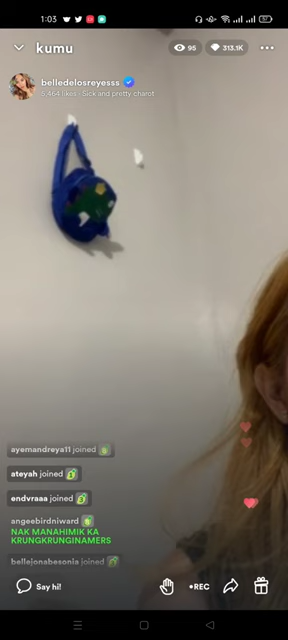 1:03
57
kumu
95
313.1K
belledelosreyesss
5,464 likes · Sick and pretty charot
ayemandreya11 joined
ateyah joined
endvraaa joined
angeebirdniward
NAK MANAHIMIK KA
KRUNGKRUNGINAMERS
bellejonabesonia joined
Say hi!
REC